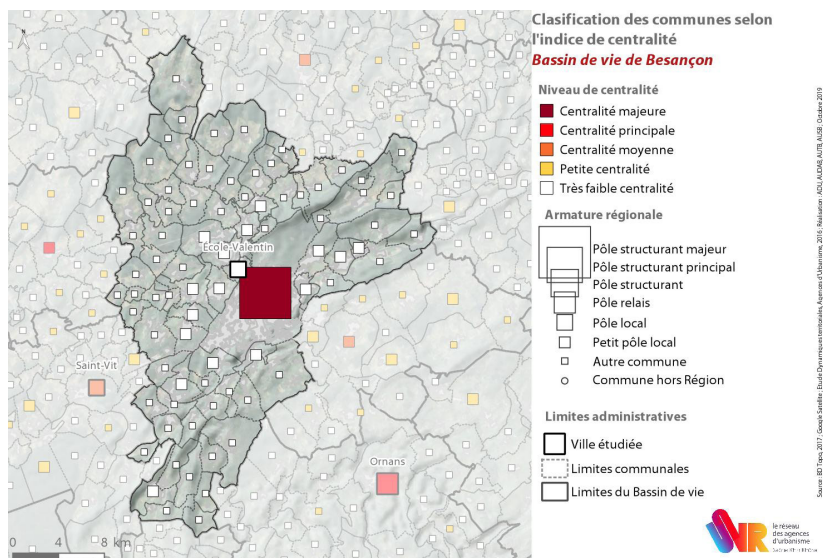 Clasification des communes selon
l'indice de centralité
Bassin de vie de Besançon
Niveau de centralité
Centralité majeure
Centralité principale
Centralité moyenne
Petite centralité
Très faible centralité
Armature régionale
Pôle structurant majeur
Pôle structurant principal
Pôle structurant
Pôle relais
Pôle local
Petit pôle local
Autre commune
Commune hors Région
Limites administratives
Ville étudiée
Limites communales
Limites du Bassin de vie
N
École-Valentin
Saint-Vit
Ornans
0 4 8 km
le réseau
des agences
d'urbanisme